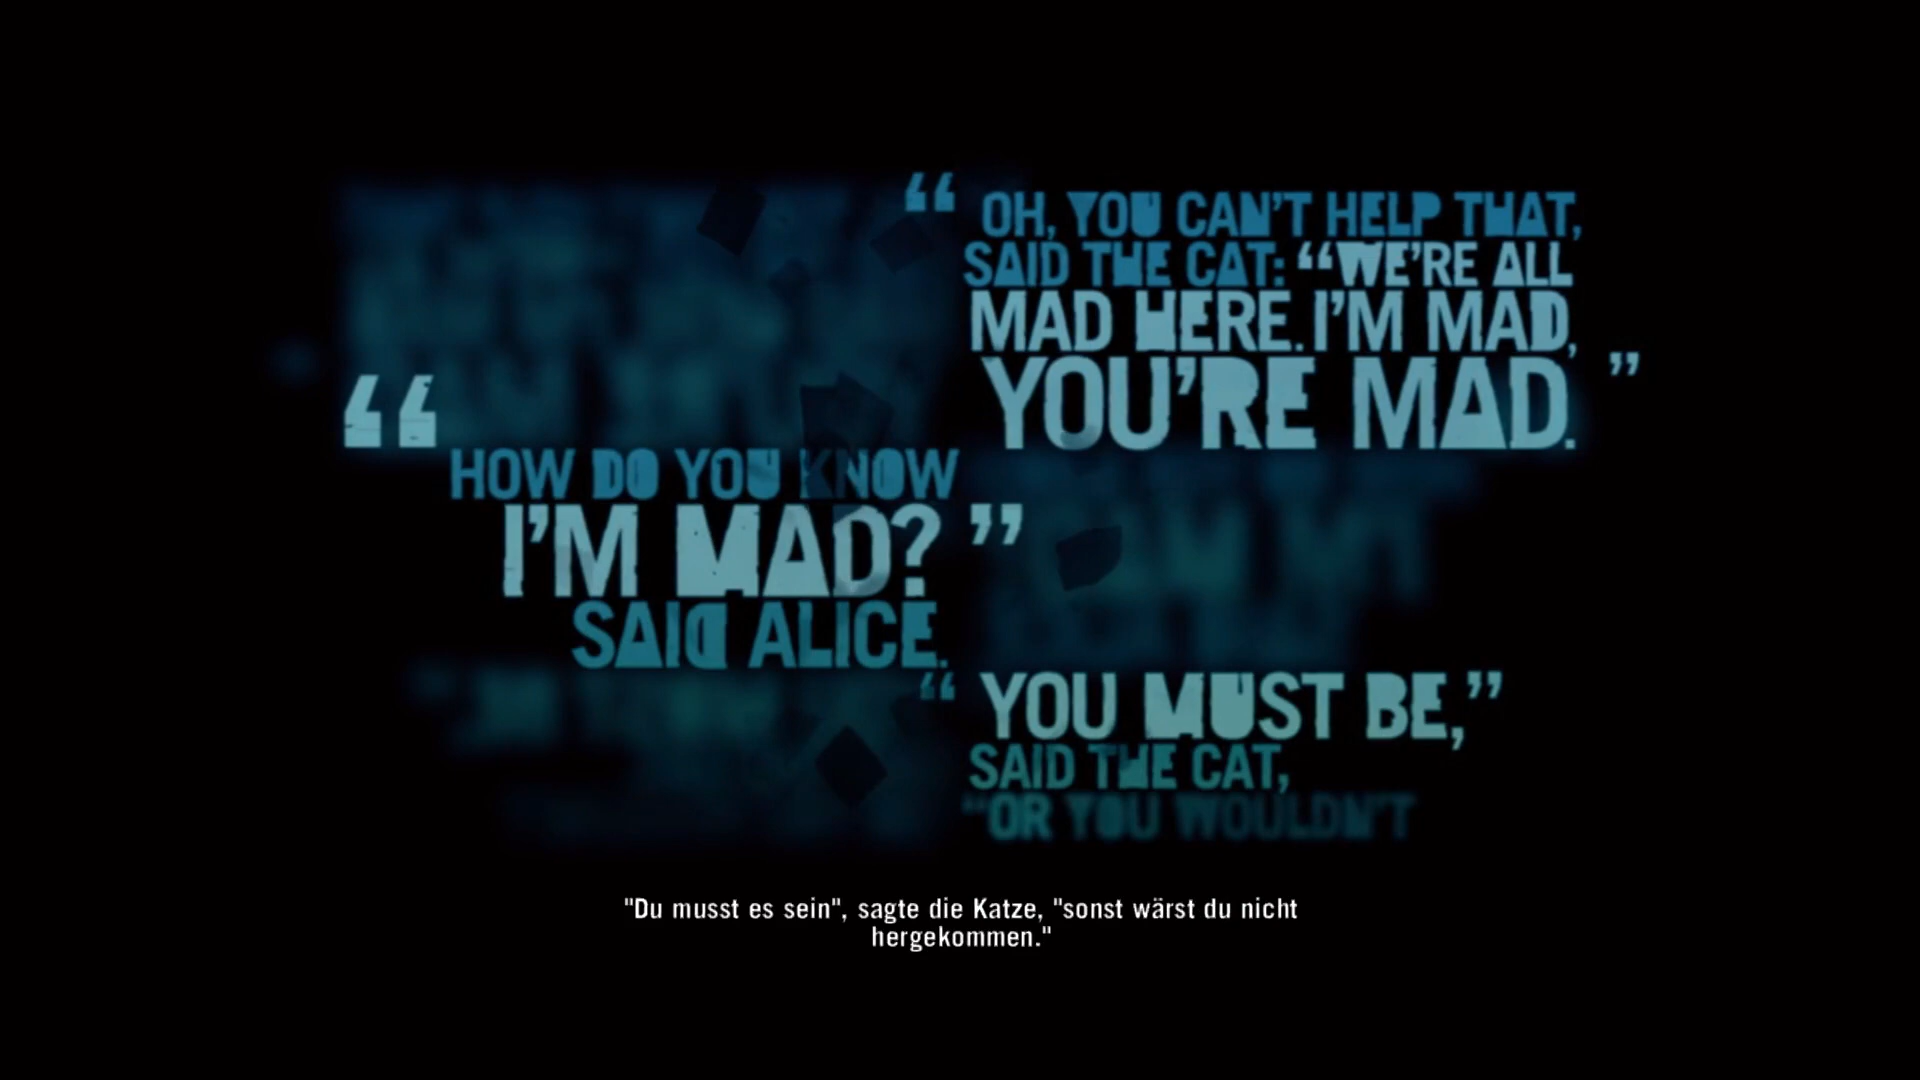 “ OH, YOU CAN’T HELP THAT,
SAID THE CAT: “WE’RE ALL
MAD HERE. I’M MAD,
YOU’RE MAD. ”
“ HOW DO YOU KNOW
I’M MAD? ”
SAID ALICE.
“ YOU MUST BE,”
SAID THE CAT,
“OR YOU WOULDN’T
"Du musst es sein", sagte die Katze, "sonst wärst du nicht
hergekommen."